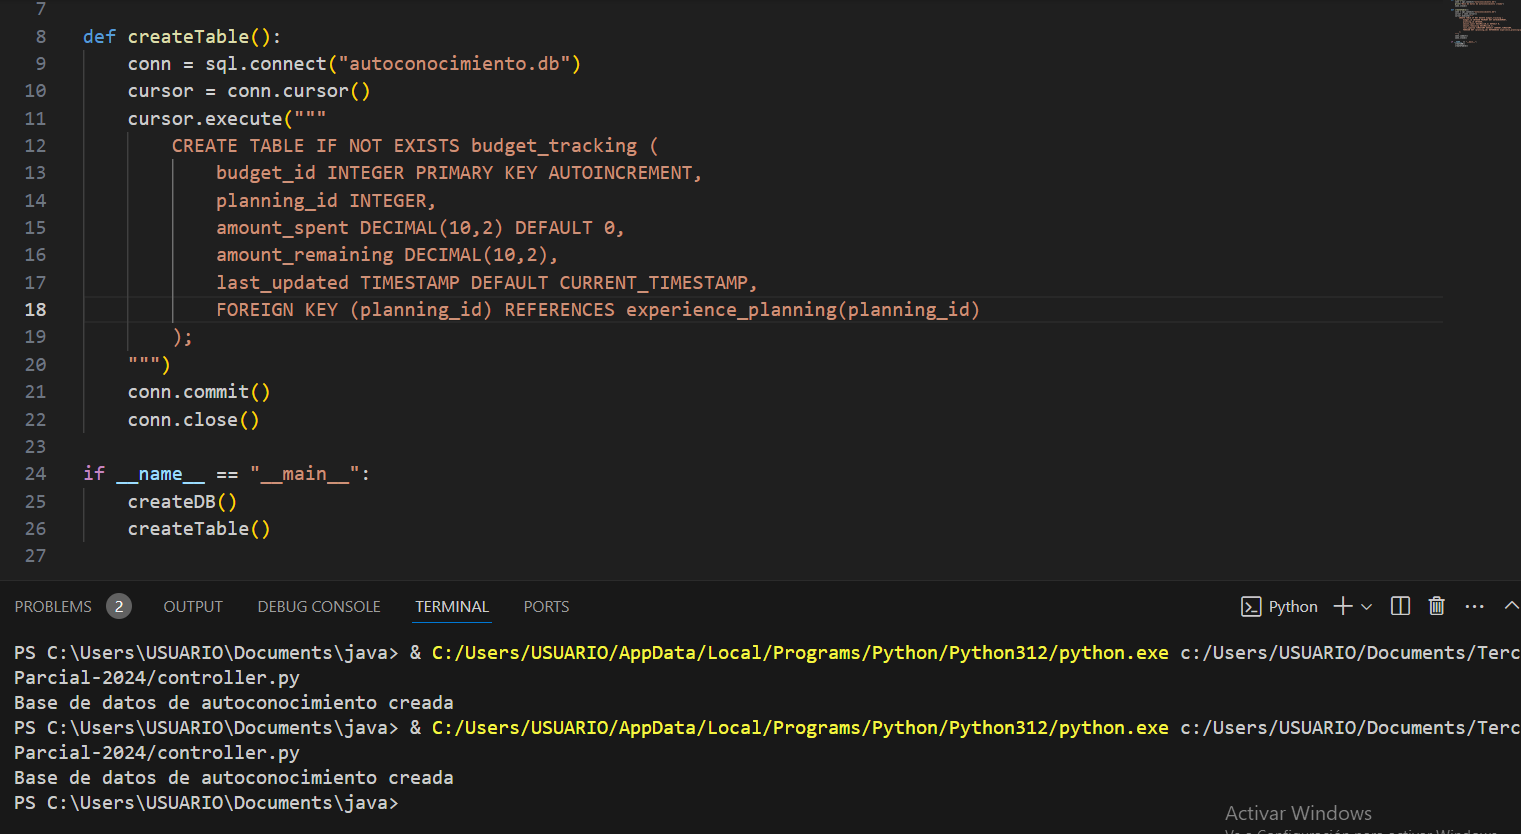 7
8 def createTable():
9 conn = sql.connect("autoconocimiento.db")
10 cursor = conn.cursor()
11 cursor.execute("""
12 CREATE TABLE IF NOT EXISTS budget_tracking (
13 budget_id INTEGER PRIMARY KEY AUTOINCREMENT,
14 planning_id INTEGER,
15 amount_spent DECIMAL(10,2) DEFAULT 0,
16 amount_remaining DECIMAL(10,2),
17 last_updated TIMESTAMP DEFAULT CURRENT_TIMESTAMP,
18 FOREIGN KEY (planning_id) REFERENCES experience_planning(planning_id)
19 );
20 """)
21 conn.commit()
22 conn.close()
23
24 if __name__ == "__main__":
25 createDB()
26 createTable()
27
PROBLEMS 2 OUTPUT DEBUG CONSOLE TERMINAL PORTS Python
PS C:\Users\USUARIO\Documents\java> & C:/Users/USUARIO/AppData/Local/Programs/Python/Python312/python.exe c:/Users/USUARIO/Documents/Terc
Parcial-2024/controller.py
Base de datos de autoconocimiento creada
PS C:\Users\USUARIO\Documents\java> & C:/Users/USUARIO/AppData/Local/Programs/Python/Python312/python.exe c:/Users/USUARIO/Documents/Terc
Parcial-2024/controller.py
Base de datos de autoconocimiento creada
PS C:\Users\USUARIO\Documents\java>
Activar Windows